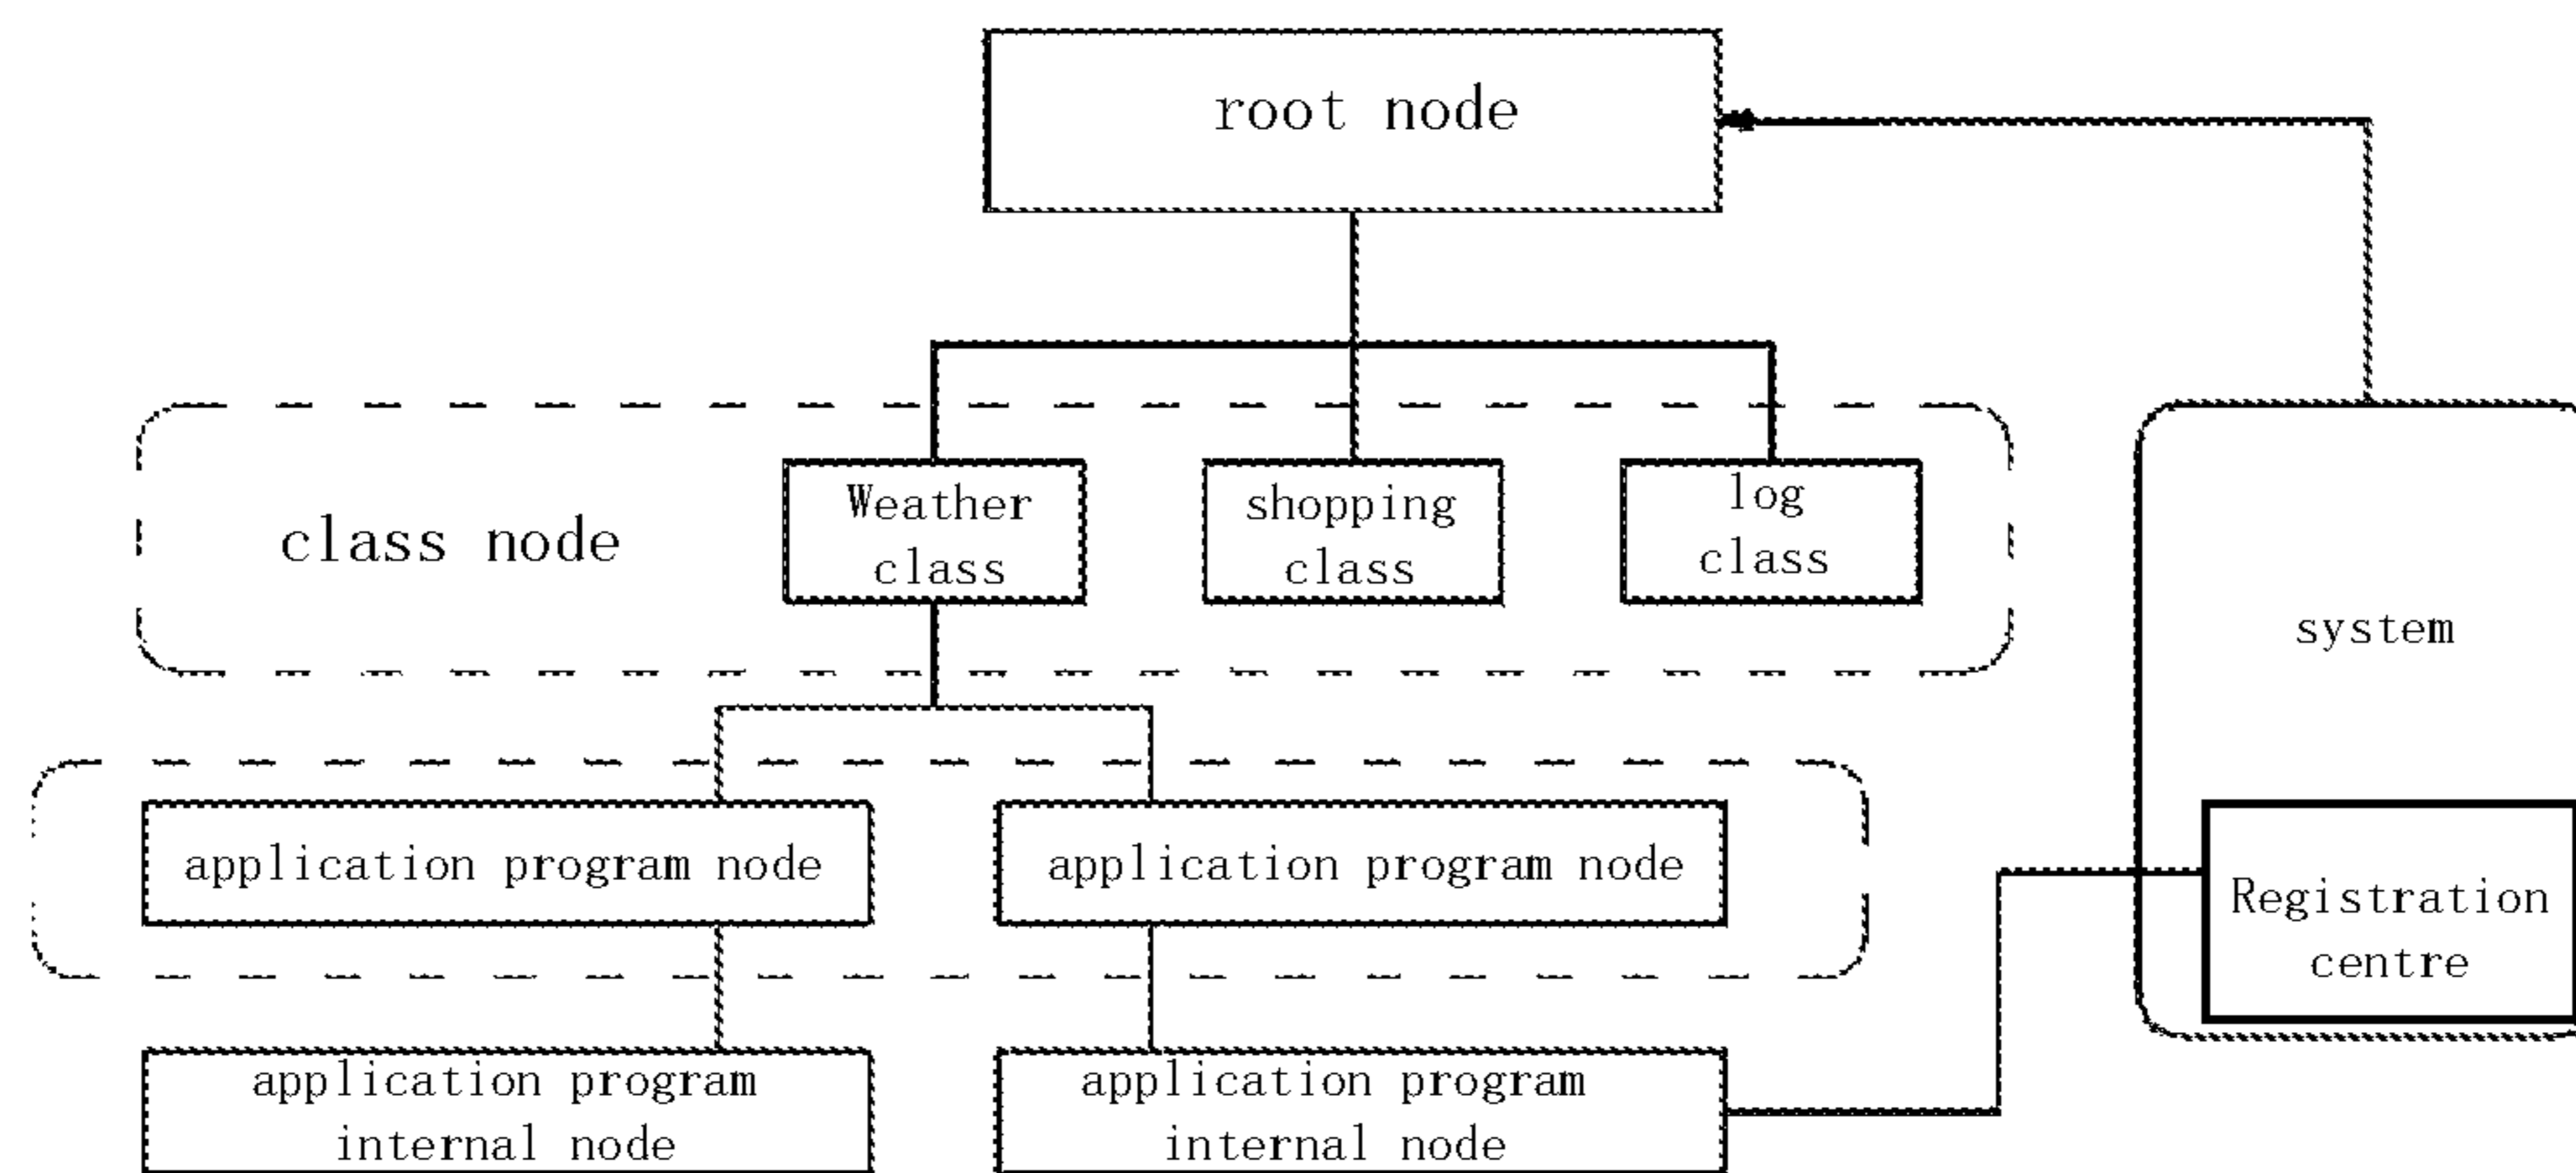 root node
class node
Weather
class
shopping
class
log
class
system
application program node
application program node
Registration
centre
application program
internal node
application program
internal node